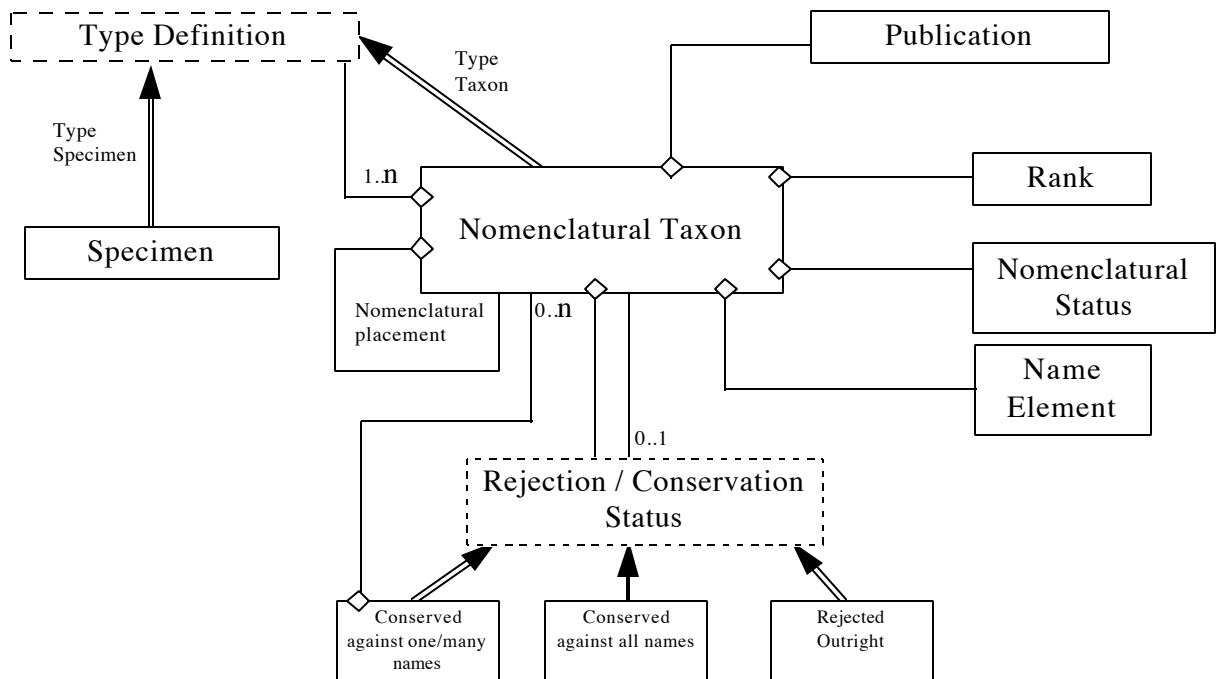 Type Definition
Publication
Type
Taxon
Type
Specimen
1..n
Rank
Nomenclatural Taxon
Specimen
Nomenclatural
Status
Nomenclatural
placement
0..n
Name
Element
0..1
Rejection / Conservation
Status
Conserved
against one/many
names
Conserved
against all names
Rejected
Outright